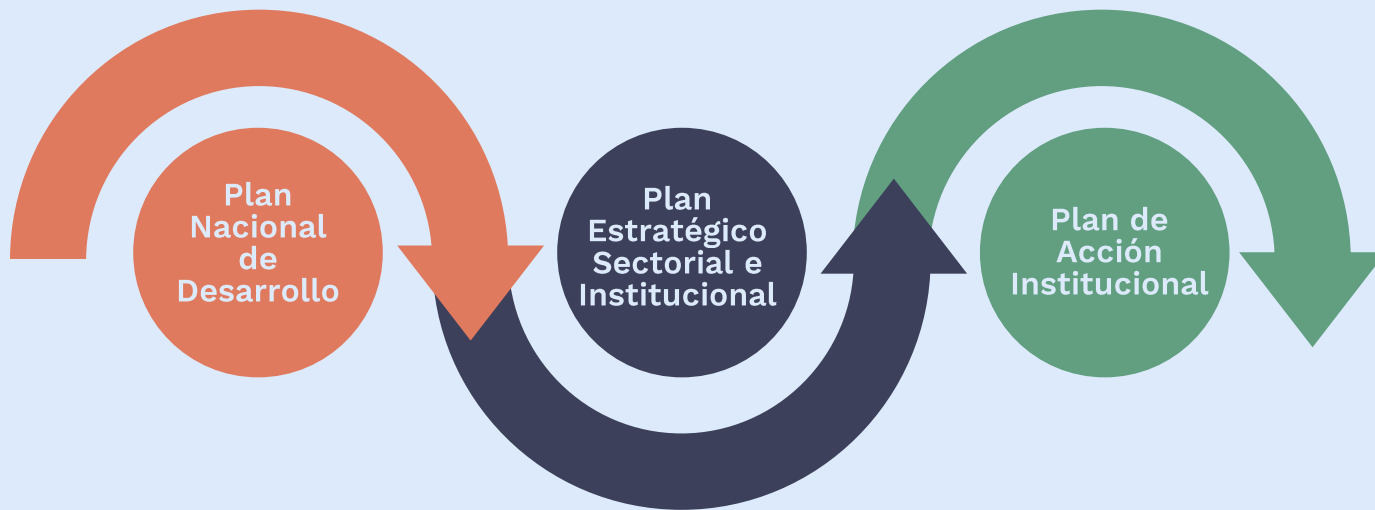 Plan
Nacional
de
Desarrollo
Plan
Estratégico
Sectorial e
Institucional
Plan de
Acción
Institucional